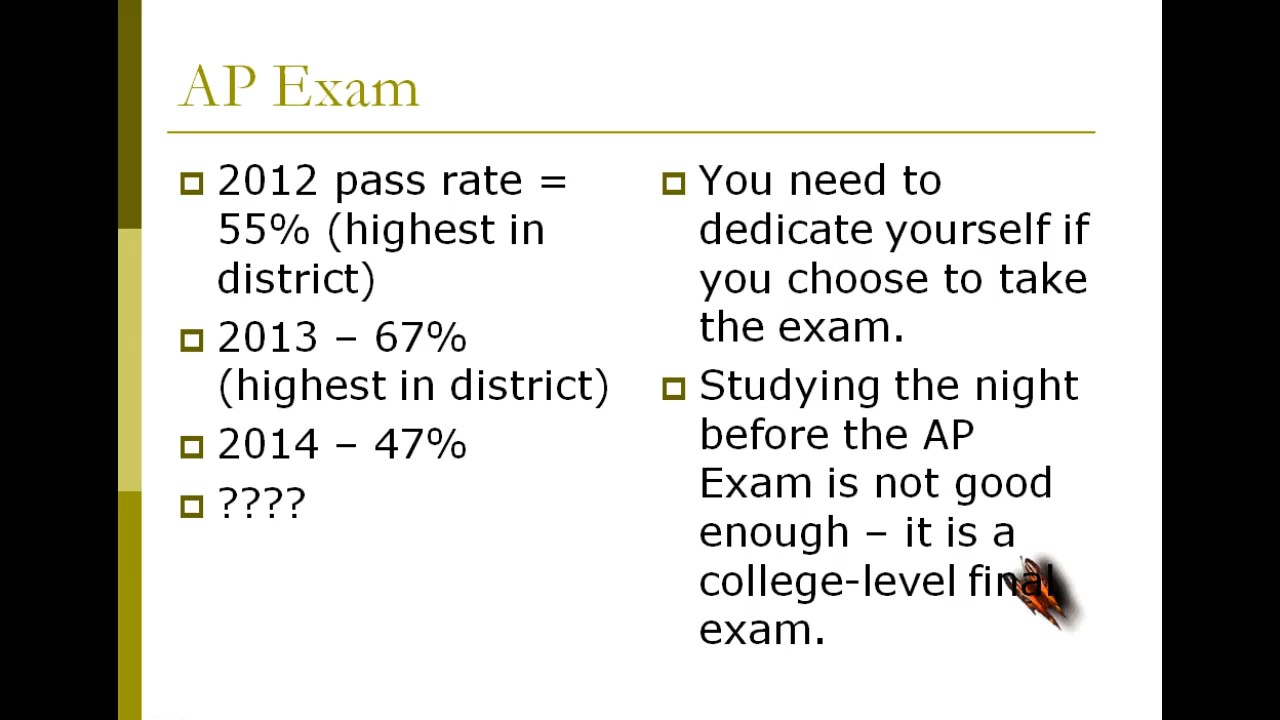 AP Exam
2012 pass rate =
55% (highest in
district)
2013 – 67%
(highest in district)
2014 – 47%
????
You need to
dedicate yourself if
you choose to take
the exam.
Studying the night
before the AP
Exam is not good
enough – it is a
college-level final
exam.